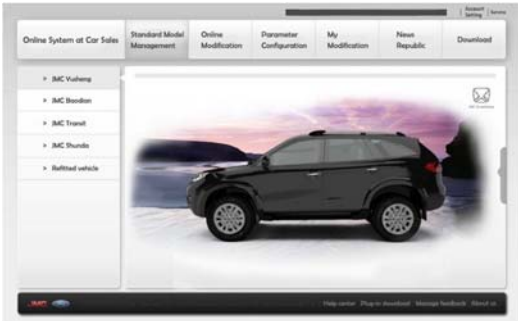 Account
Setting
Service
Online System at Car Sales
Standard Model
Management
Online
Modification
Parameter
Configuration
My
Modification
News
Republic
Download
JMC Yusheng
JMC Baodian
JMC Transit
JMC Shunda
Refitted vehicle
JMC
Help center Plug-in download Message feedback About us